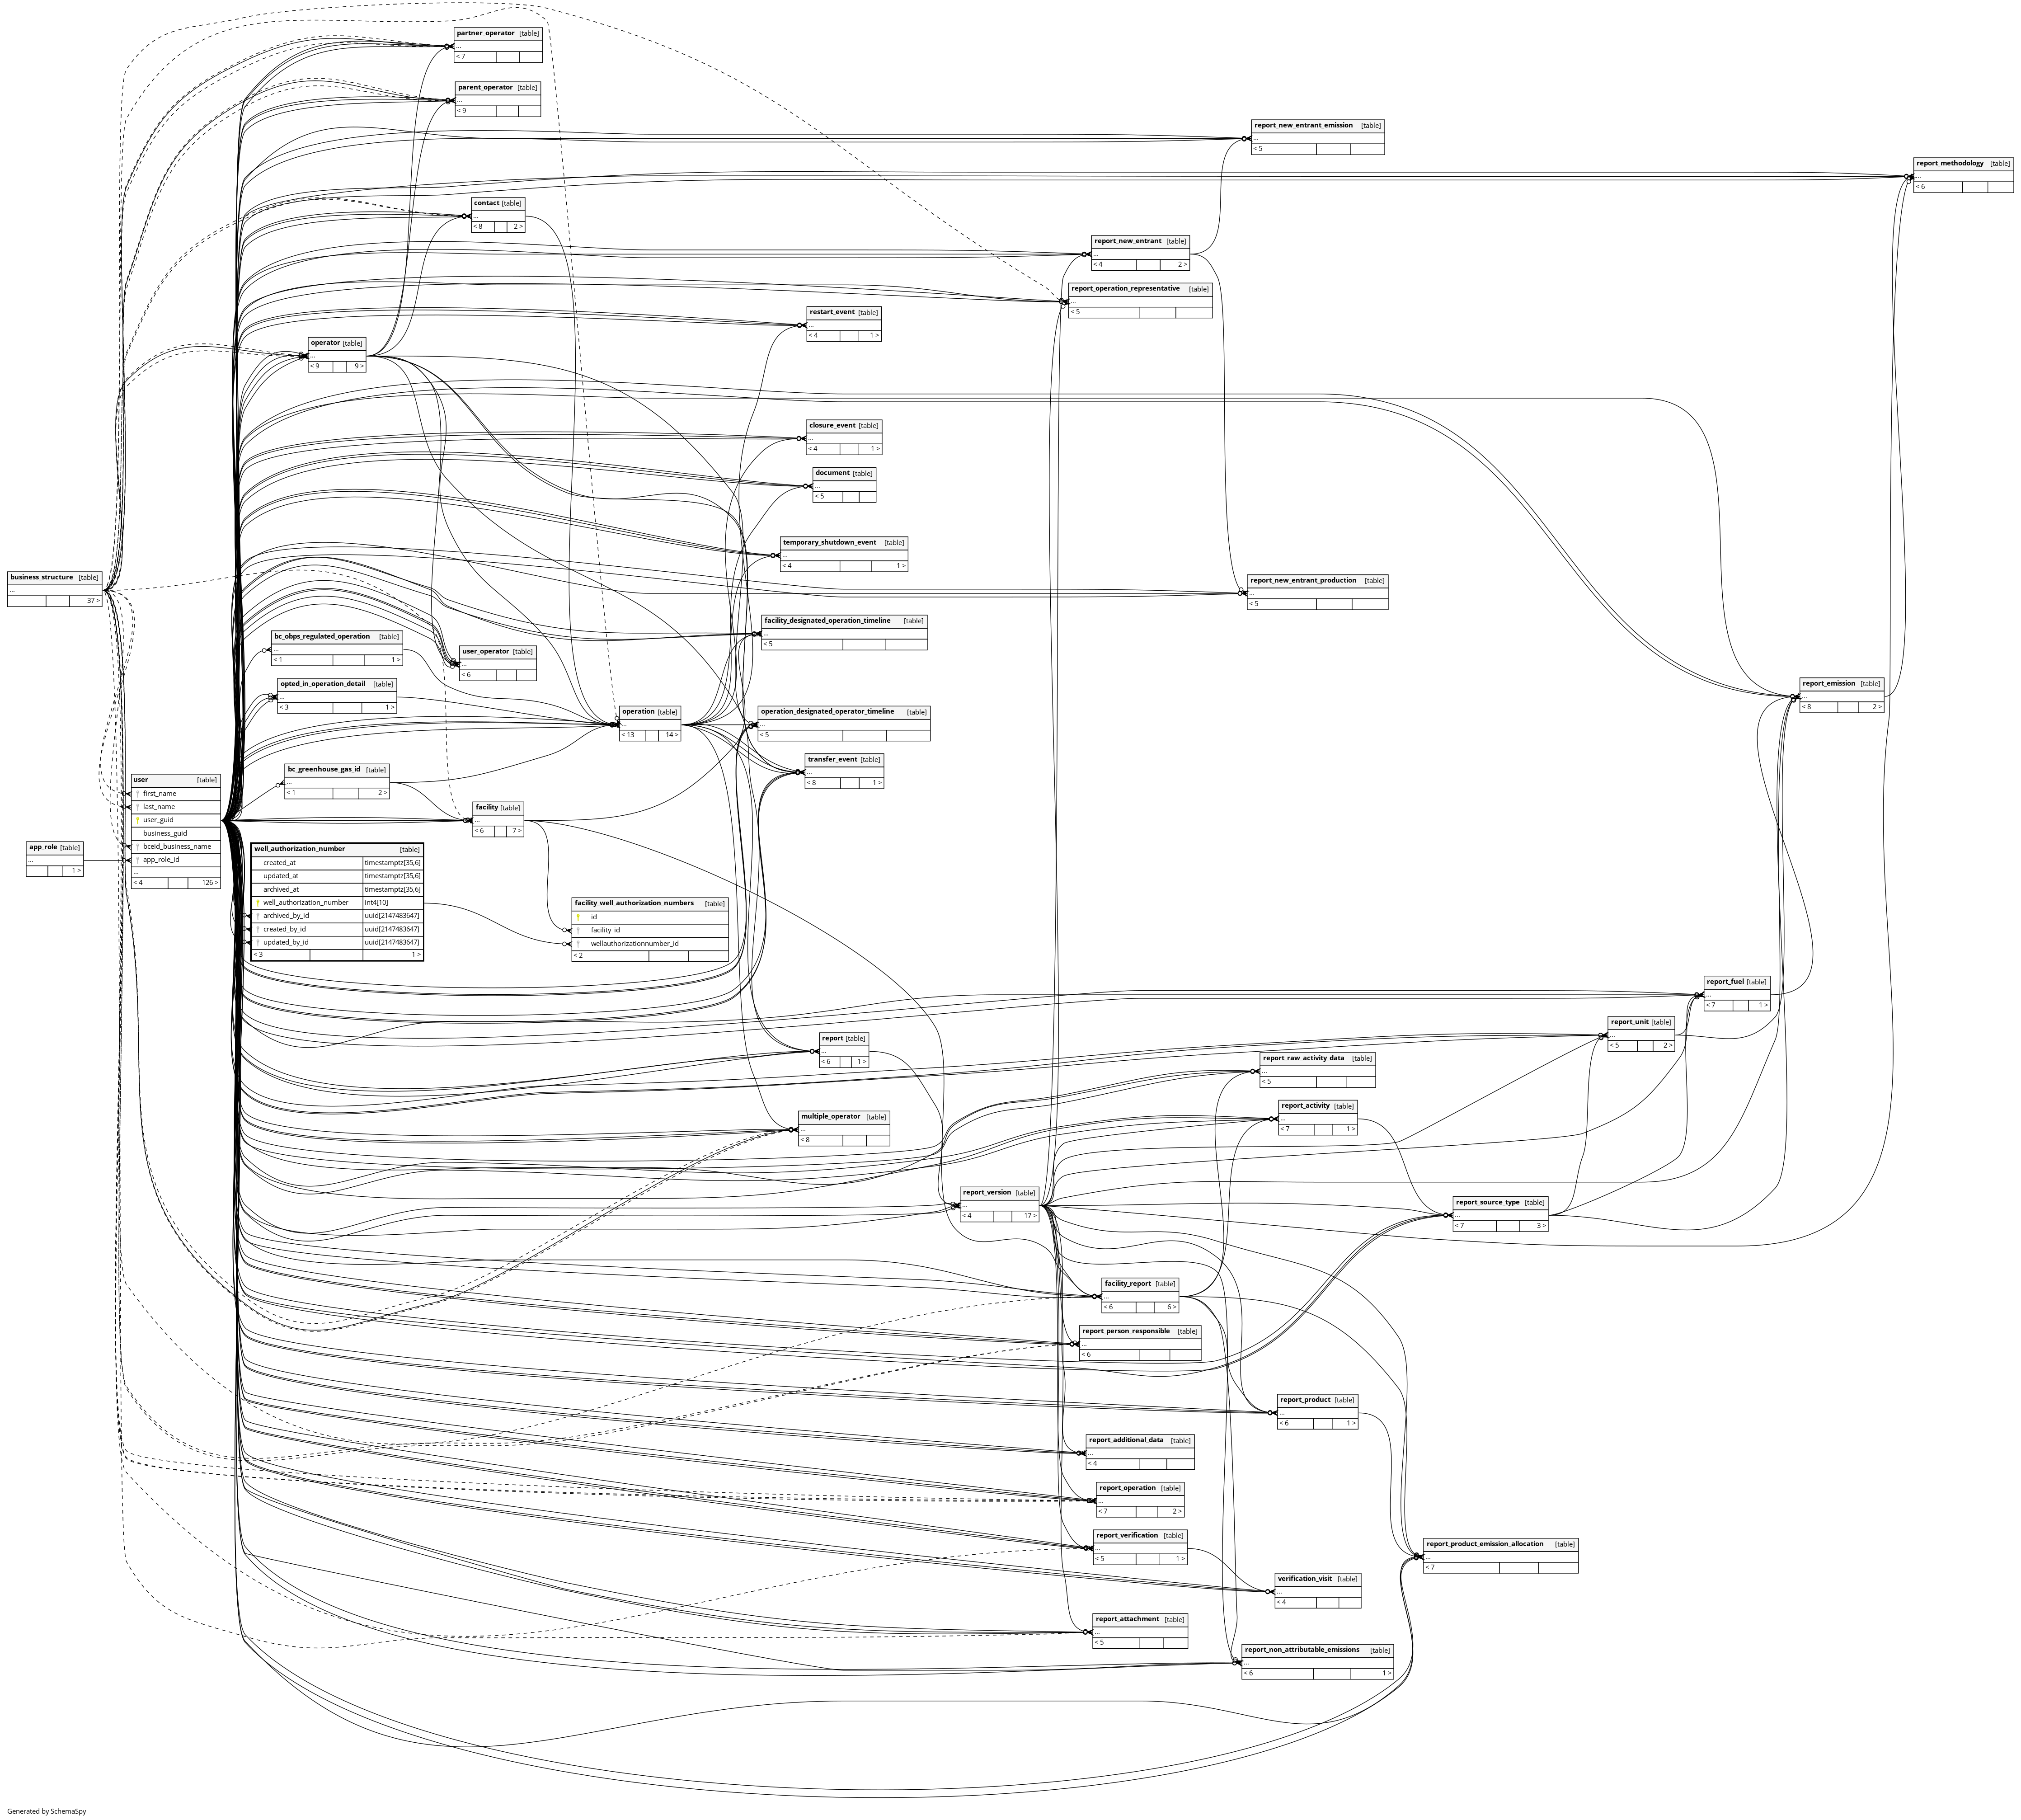 partner_operator [table]
...
< 7
parent_operator [table]
...
< 9
report_new_entrant_emission [table]
...
< 5
report_methodology [table]
...
< 6
contact [table]
...
< 8 2 >
report_new_entrant [table]
...
< 4 2 >
report_operation_representative [table]
...
< 5
restart_event [table]
...
< 4 1 >
operator [table]
...
< 9 9 >
closure_event [table]
...
< 4 1 >
document [table]
...
< 5
temporary_shutdown_event [table]
...
< 4 1 >
business_structure [table]
...
37 >
report_new_entrant_production [table]
...
< 5
facility_designated_operation_timeline [table]
...
< 5
bc_obps_regulated_operation [table]
...
< 1 1 >
user_operator [table]
...
< 6
opted_in_operation_detail [table]
...
< 3 1 >
report_emission [table]
...
< 8 2 >
operation [table]
...
< 13 14 >
operation_designated_operator_timeline [table]
...
< 5
transfer_event [table]
...
< 8 1 >
bc_greenhouse_gas_id [table]
...
< 1 2 >
user [table]
first_name
last_name
user_guid
business_guid
bceid_business_name
app_role_id
...
< 4 126 >
facility [table]
...
< 6 7 >
app_role [table]
...
1 >
well_authorization_number [table]
created_at timestamptz[35,6]
updated_at timestamptz[35,6]
archived_at timestamptz[35,6]
well_authorization_number int4[10]
archived_by_id uuid[2147483647]
created_by_id uuid[2147483647]
updated_by_id uuid[2147483647]
< 3 1 >
facility_well_authorization_numbers [table]
id
facility_id
wellauthorizationnumber_id
< 2
report_fuel [table]
...
< 7 1 >
report_unit [table]
...
< 5 2 >
report [table]
...
< 6 1 >
report_raw_activity_data [table]
...
< 5
report_activity [table]
...
< 7 1 >
multiple_operator [table]
...
< 8
report_version [table]
...
< 4 17 >
report_source_type [table]
...
< 7 3 >
facility_report [table]
...
< 6 6 >
report_person_responsible [table]
...
< 6
report_product [table]
...
< 6 1 >
report_additional_data [table]
...
< 4
report_operation [table]
...
< 7 2 >
report_verification [table]
...
< 5 1 >
report_product_emission_allocation [table]
...
< 7
verification_visit [table]
...
< 4
report_attachment [table]
...
< 5
report_non_attributable_emissions [table]
...
< 6 1 >
Generated by SchemaSpy